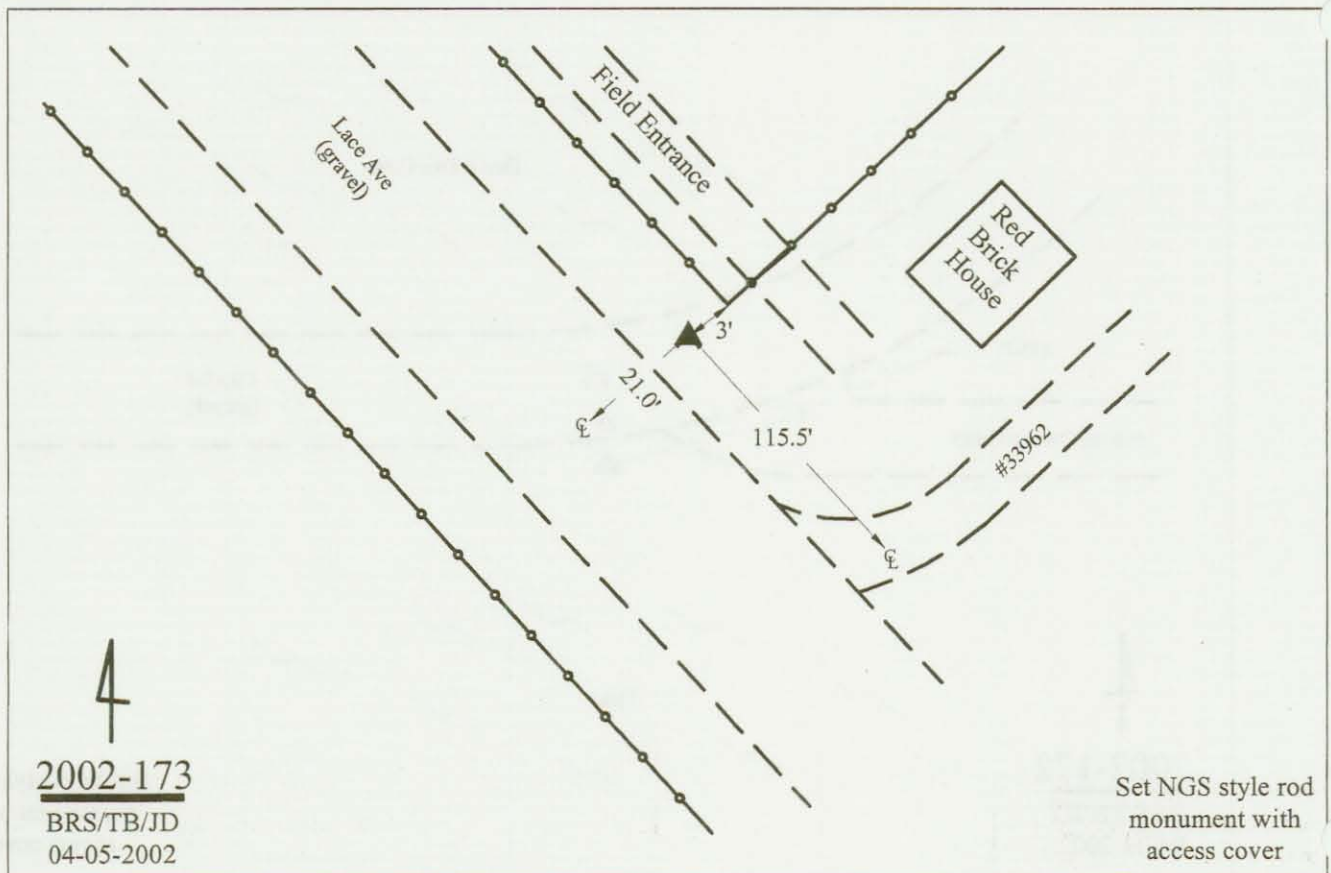 Lace Ave
(gravel)
Field Entrance
Red
Brick
House
3'
21.0'
℄
115.5'
℄
#33962
2002-173
BRS/TB/JD
04-05-2002
Set NGS style rod
monument with
access cover